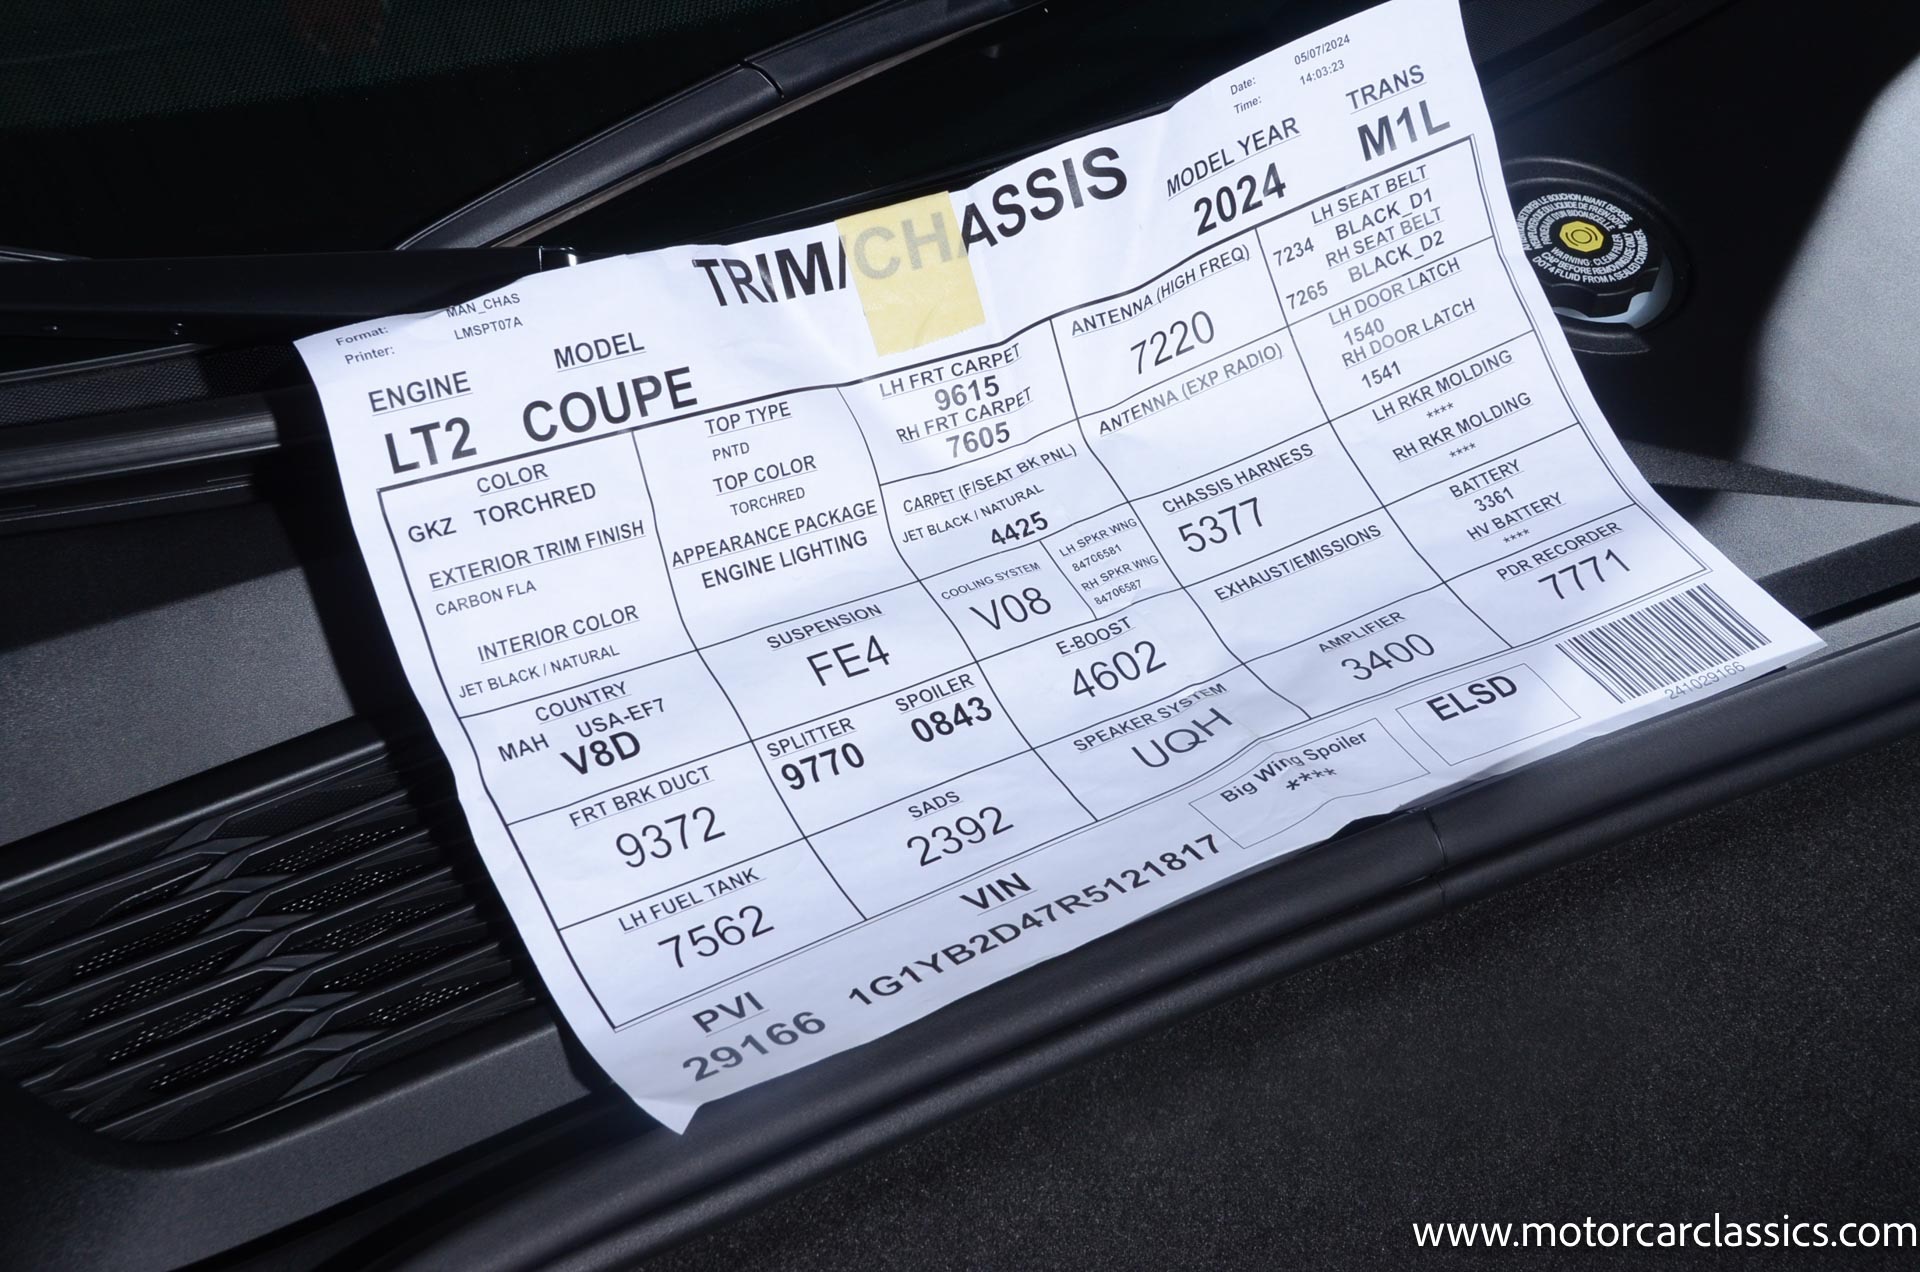 Date: 05/07/2024
Time: 14:03:23
Format: MAN_CHAS
Printer: LMSPT07A
TRIM/CHASSIS
ENGINE
LT2
MODEL
COUPE
MODEL YEAR
2024
TRANS
M1L
COLOR
GKZ TORCHRED
EXTERIOR TRIM FINISH
CARBON FLA
INTERIOR COLOR
JET BLACK / NATURAL
TOP TYPE
PNTD
TOP COLOR
TORCHRED
APPEARANCE PACKAGE
ENGINE LIGHTING
LH FRT CARPET
9615
RH FRT CARPET
7605
CARPET (F/SEAT BK PNL)
JET BLACK / NATURAL
4425
ANTENNA (HIGH FREQ)
7220
ANTENNA (EXP RADIO)
LH SEAT BELT
7234 BLACK_D1
RH SEAT BELT
7265 BLACK_D2
LH DOOR LATCH
1540
RH DOOR LATCH
1541
LH RKR MOLDING
****
RH RKR MOLDING
****
CHASSIS HARNESS
5377
BATTERY
3361
HV BATTERY
****
COOLING SYSTEM
V08
LH SPKR WNG
84706581
RH SPKR WNG
84706587
EXHAUST/EMISSIONS
PDR RECORDER
7771
COUNTRY
MAH USA-EF7
V8D
SUSPENSION
FE4
E-BOOST
4602
AMPLIFIER
3400
FRT BRK DUCT
9372
SPLITTER
9770
SPOILER
0843
SPEAKER SYSTEM
UQH
LH FUEL TANK
7562
SADS
2392
Big Wing Spoiler
****
ELSD
241029166
PVI
29166
VIN
1G1YB2D47R5121817
www.motorcarclassics.com